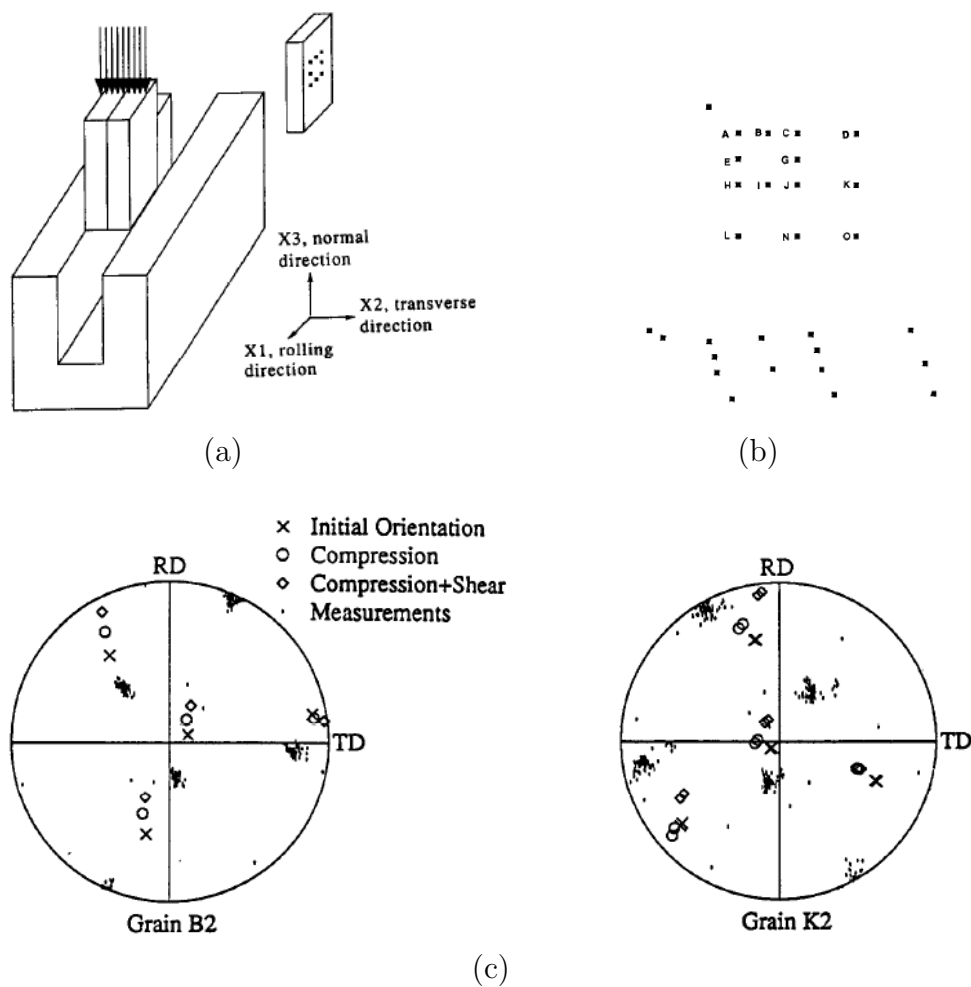 X3, normal
direction
X2, transverse
direction
X1, rolling
direction
(a)
A B C D
E G
H I J K
L N O
(b)
× Initial Orientation
○ Compression
◇ Compression+Shear
Measurements
RD
TD
Grain B2
RD
TD
Grain K2
(c)